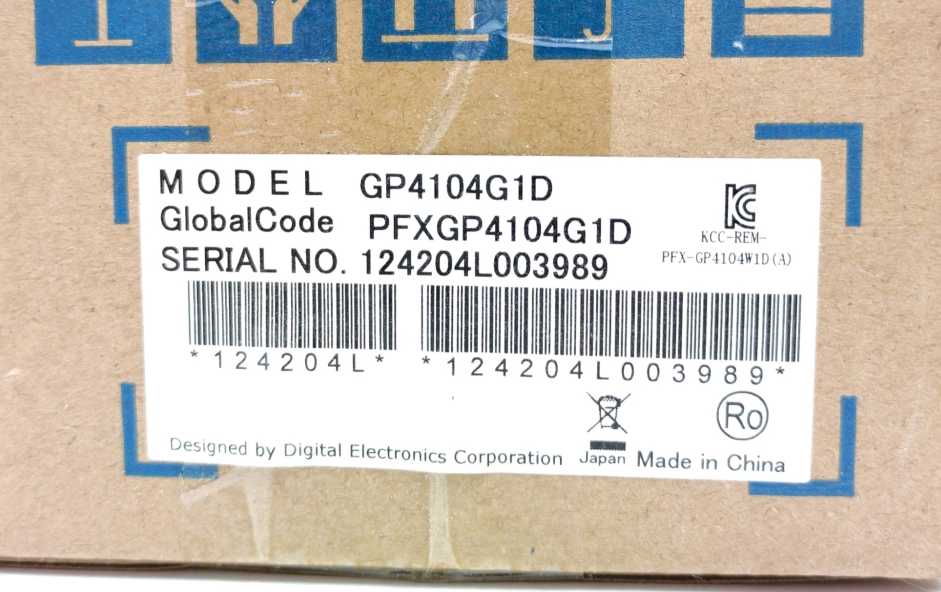 MODEL GP4104G1D
GlobalCode PFXGP4104G1D
SERIAL NO. 124204L003989
KCC-REM-
PFX-GP4104W1D(A)
*124204L* *124204L003989*
Ro
Designed by Digital Electronics Corporation Japan Made in China